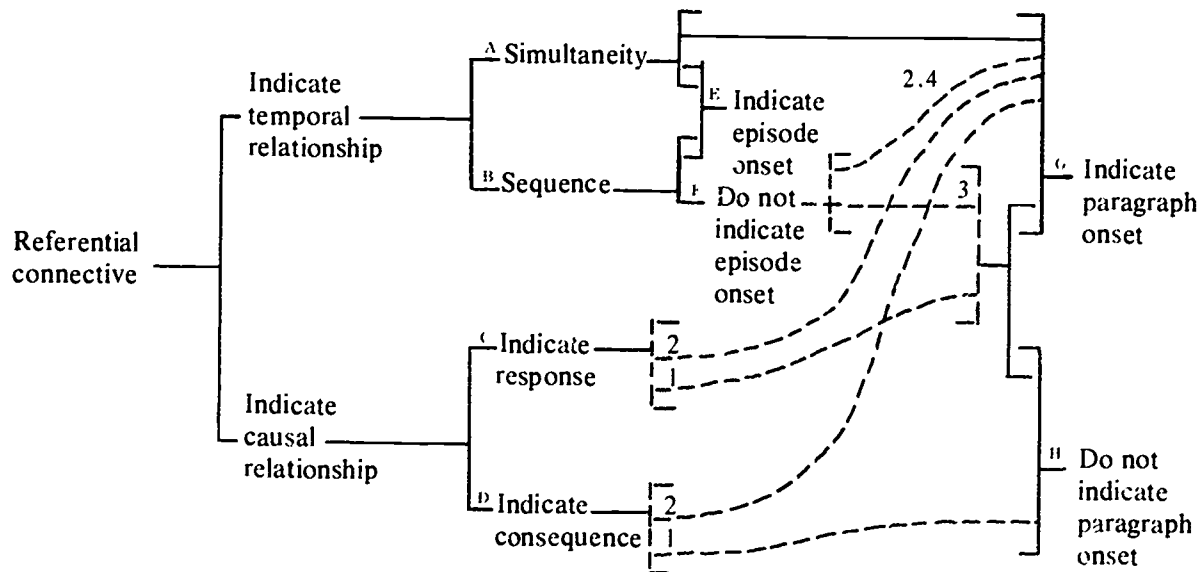 Referential
connective
Indicate
temporal
relationship
A Simultaneity
B Sequence
E Indicate
episode
onset
F Do not
indicate
episode
onset
2.4
3
G Indicate
paragraph
onset
Indicate
causal
relationship
C Indicate
response
2
1
D Indicate
consequence
2
1
H Do not
indicate
paragraph
onset